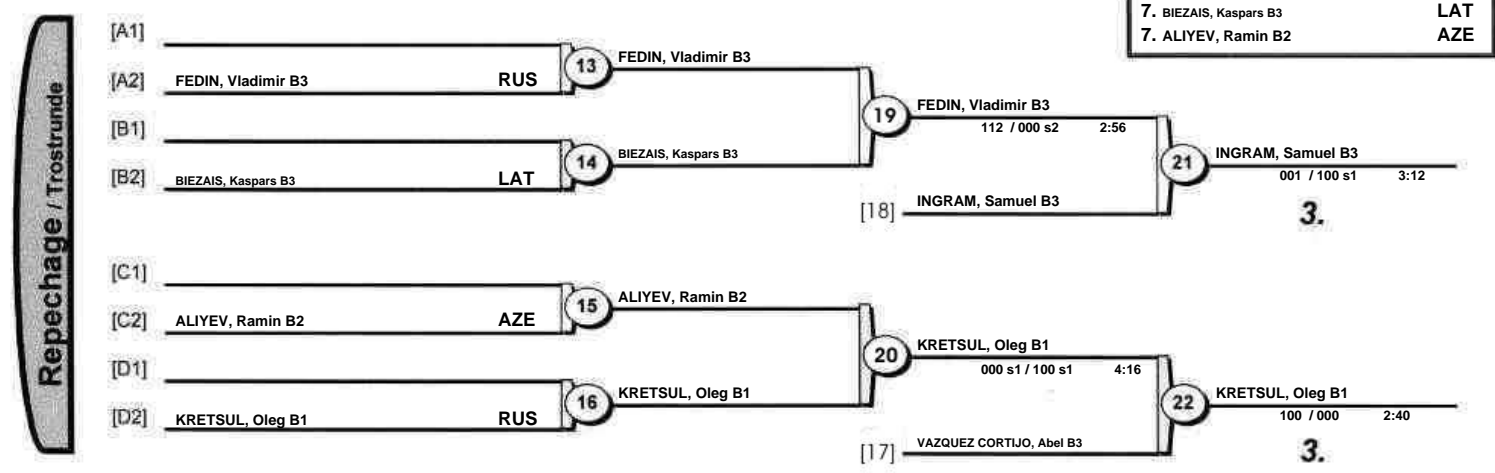 7. BIEZAIS, Kaspars B3 LAT
7. ALIYEV, Ramin B2 AZE
Repechage / Trostrunde
[A1]
FEDIN, Vladimir B3
[A2] FEDIN, Vladimir B3 RUS
13
FEDIN, Vladimir B3
19
112 / 000 s2 2:56
[B1]
14
BIEZAIS, Kaspars B3
INGRAM, Samuel B3
21
001 / 100 s1 3:12
[B2] BIEZAIS, Kaspars B3 LAT
[18] INGRAM, Samuel B3
3.
[C1]
15
ALIYEV, Ramin B2
[C2] ALIYEV, Ramin B2 AZE
KRETSUL, Oleg B1
20
000 s1 / 100 s1 4:16
[D1]
16
KRETSUL, Oleg B1
KRETSUL, Oleg B1
22
100 / 000 2:40
[D2] KRETSUL, Oleg B1 RUS
[17] VAZQUEZ CORTIJO, Abel B3
3.